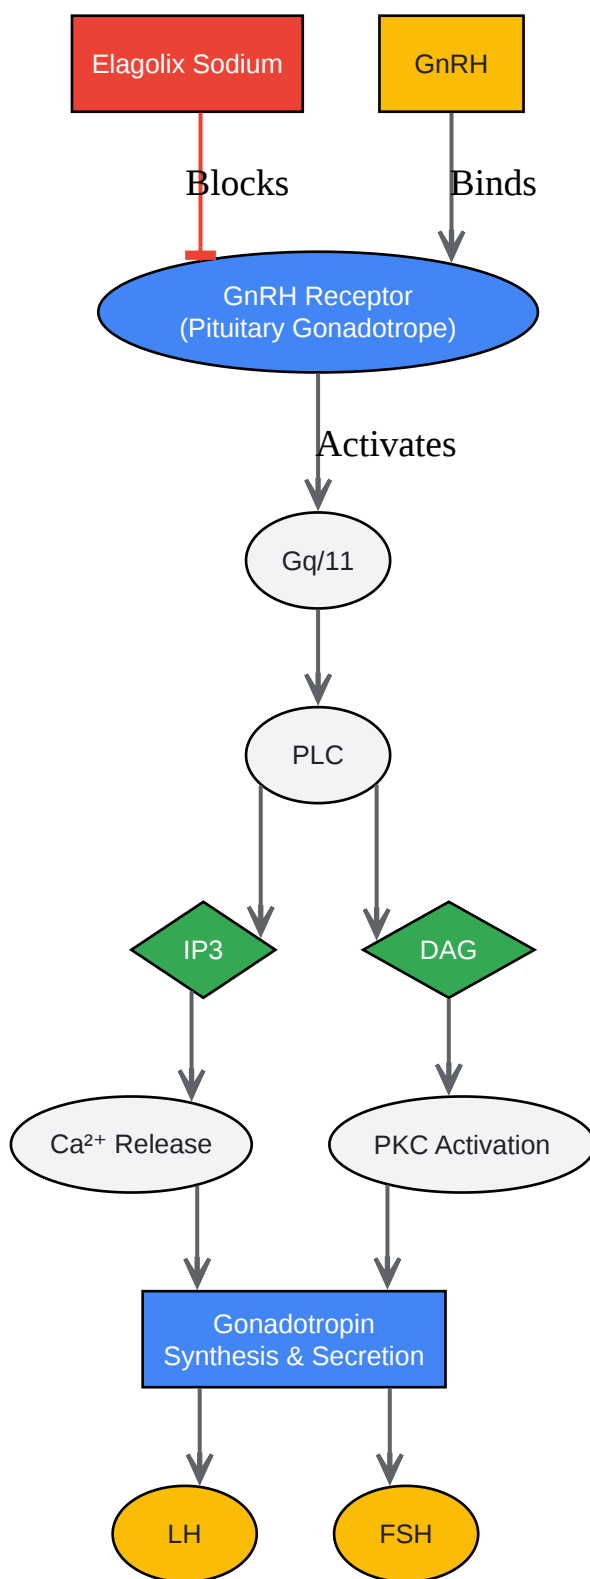 Elagolix Sodium
GnRH
Blocks
Binds
GnRH Receptor
(Pituitary Gonadotrope)
Activates
Gq/11
PLC
IP3
DAG
Ca²⁺ Release
PKC Activation
Gonadotropin
Synthesis & Secretion
LH
FSH